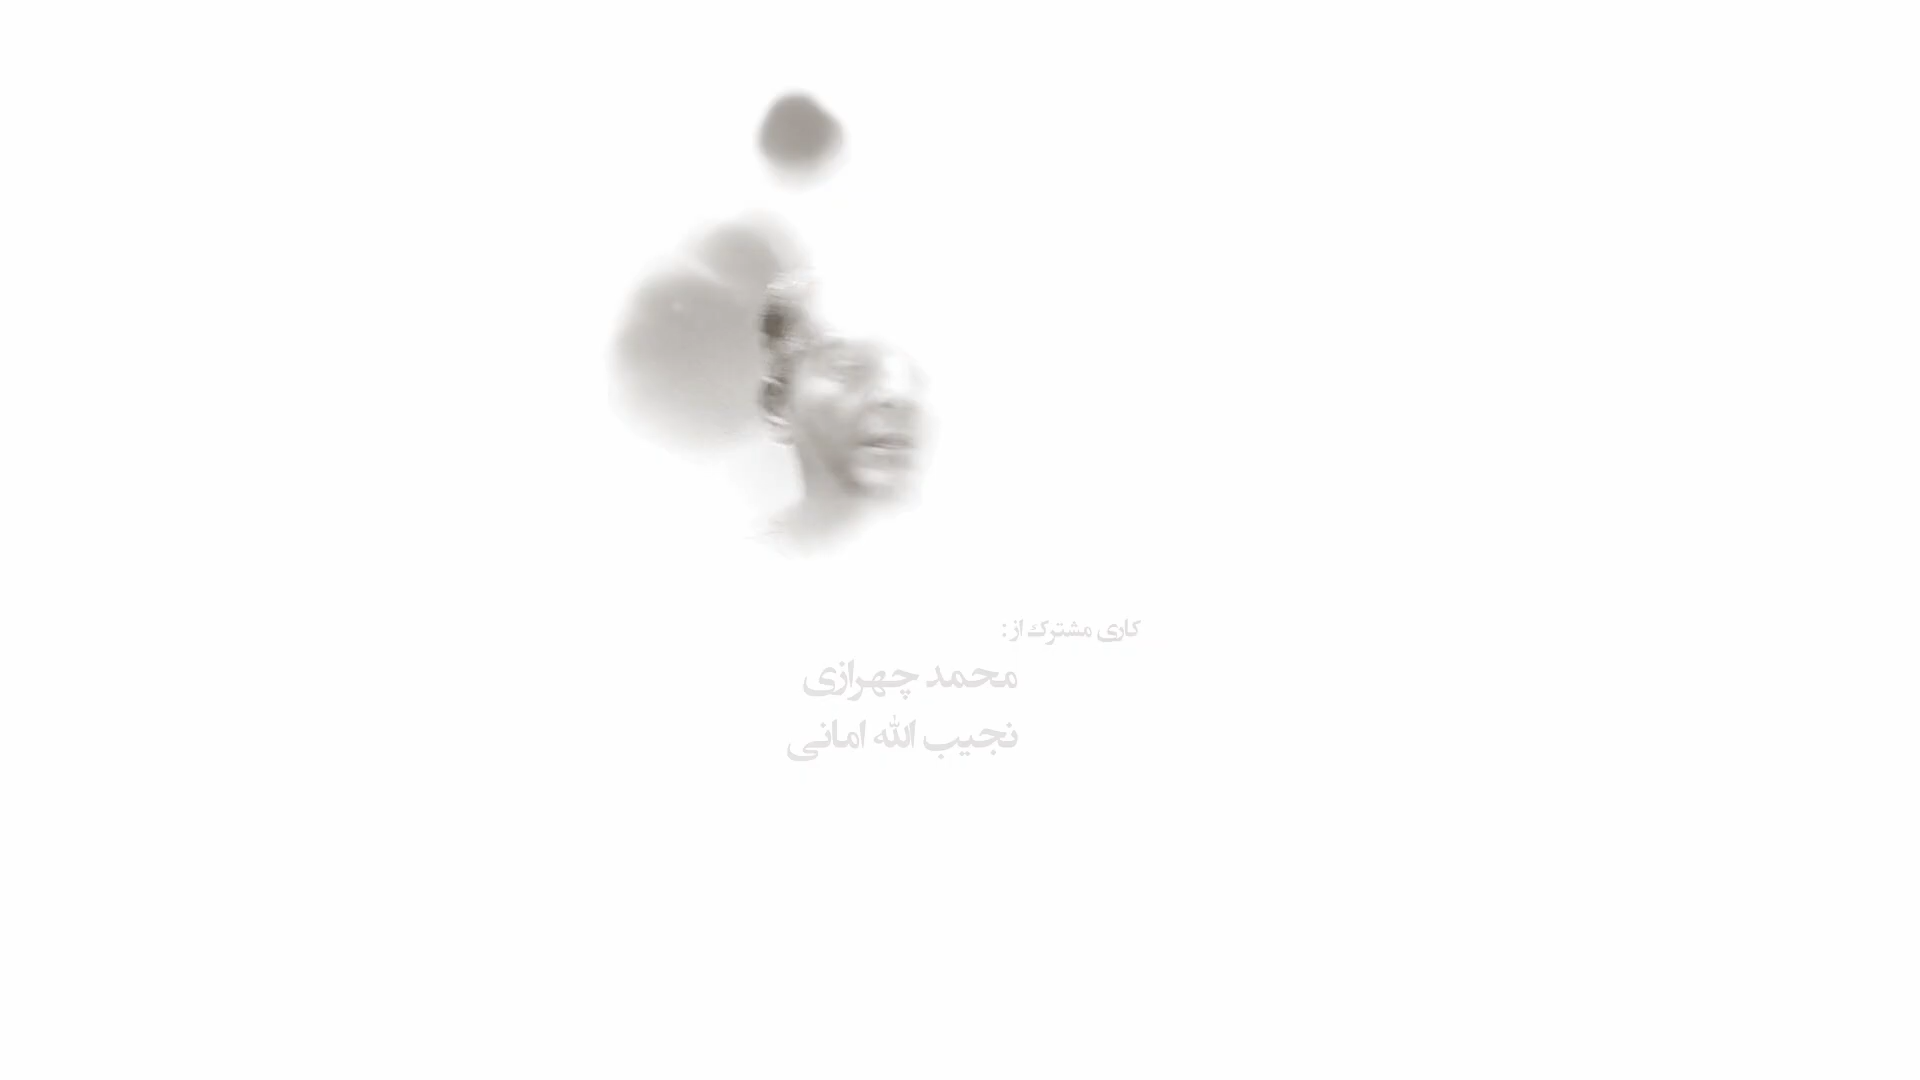 کاری مشترک از:
محمد چهرازی
نجیب الله امانی